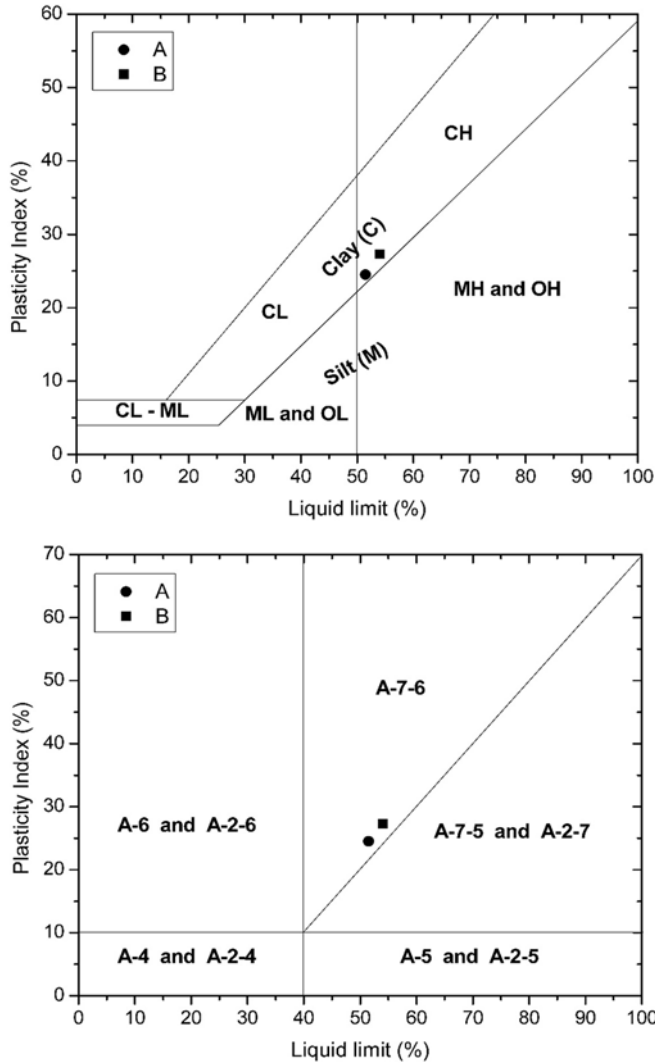 60
A
B
50
CH
40
Plasticity Index (%)
30
Clay (C)
MH and OH
20
CL
Silt (M)
10
CL - ML
ML and OL
0
0 10 20 30 40 50 60 70 80 90 100
Liquid limit (%)
70
A
B
60
50
A-7-6
40
Plasticity Index (%)
30
A-6 and A-2-6
A-7-5 and A-2-7
20
10
A-4 and A-2-4
A-5 and A-2-5
0
0 10 20 30 40 50 60 70 80 90 100
Liquid limit (%)